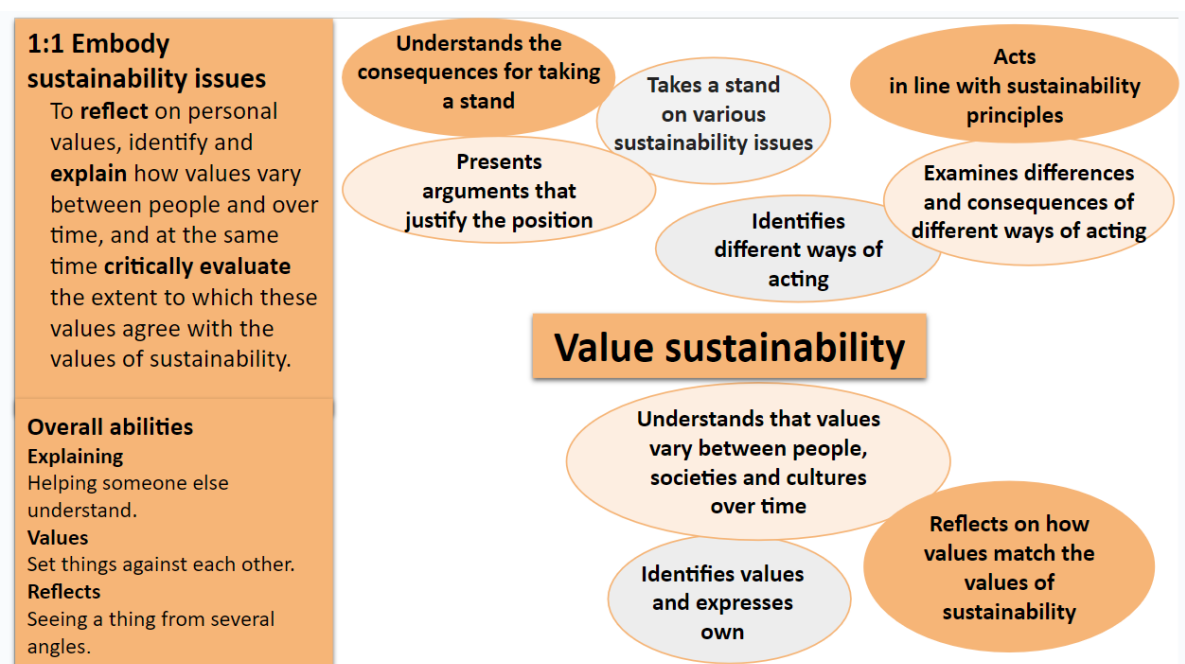 1:1 Embody
sustainability issues
To reflect on personal
values, identify and
explain how values vary
between people and over
time, and at the same
time critically evaluate
the extent to which these
values agree with the
values of sustainability.
Overall abilities
Explaining
Helping someone else
understand.
Values
Set things against each other.
Reflects
Seeing a thing from several
angles.
Understands the
consequences for taking
a stand
Takes a stand
on various
sustainability issues
Presents
arguments that
justify the position
Acts
in line with sustainability
principles
Examines differences
and consequences of
different ways of acting
Identifies
different ways of
acting
Value sustainability
Understands that values
vary between people,
societies and cultures
over time
Reflects on how
values match the
values of
sustainability
Identifies values
and expresses
own